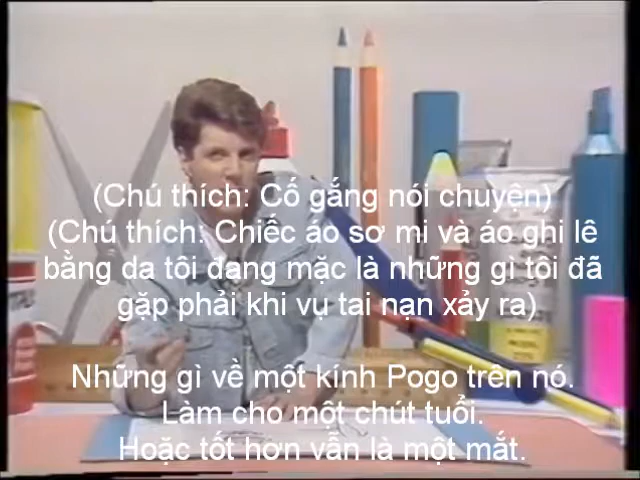 (Chú thích: Cố gắng nói chuyện)
(Chú thích: Chiếc áo sơ mi và áo ghi lê
bằng da tôi đang mặc là những gì tôi đã
gặp phải khi vụ tai nạn xảy ra)
Những gì về một kính Pogo trên nó.
Làm cho một chút tuổi.
Hoặc tốt hơn vẫn là một mắt.